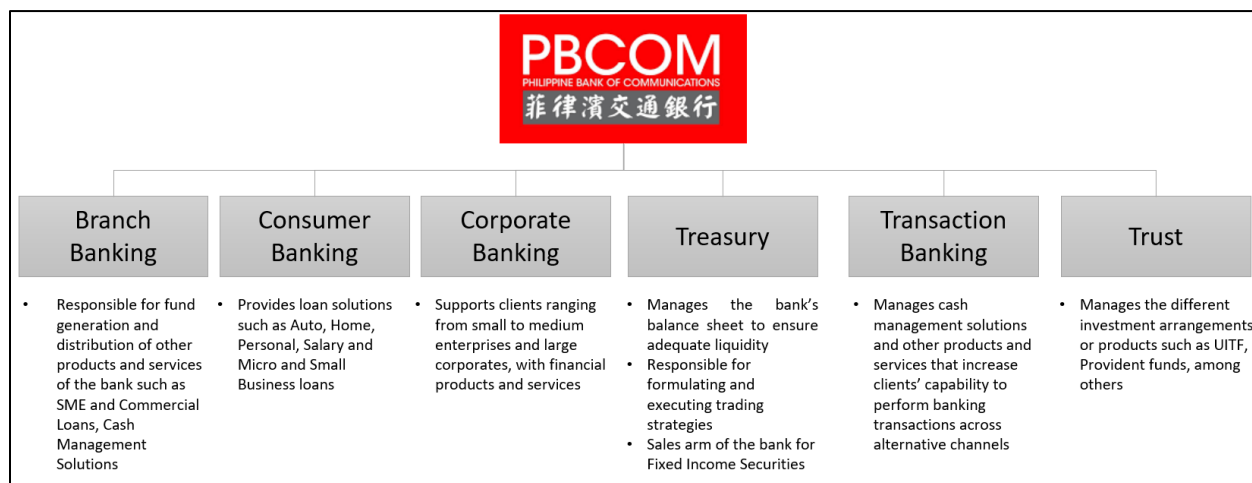 PBCOM
PHILIPPINE BANK OF COMMUNICATIONS
菲律濱交通銀行
Branch
Banking
• Responsible for fund
generation and
distribution of other
products and services
of the bank such as
SME and Commercial
Loans, Cash
Management
Solutions
Consumer
Banking
• Provides loan solutions
such as Auto, Home,
Personal, Salary and
Micro and Small
Business loans
Corporate
Banking
• Supports clients ranging
from small to medium
enterprises and large
corporates, with financial
products and services
Treasury
• Manages the bank's
balance sheet to ensure
adequate liquidity
• Responsible for
formulating and
executing trading
strategies
• Sales arm of the bank for
Fixed Income Securities
Transaction
Banking
• Manages cash
management solutions
and other products and
services that increase
clients' capability to
perform banking
transactions across
alternative channels
Trust
• Manages the different
investment arrangements
or products such as UITF,
Provident funds, among
others